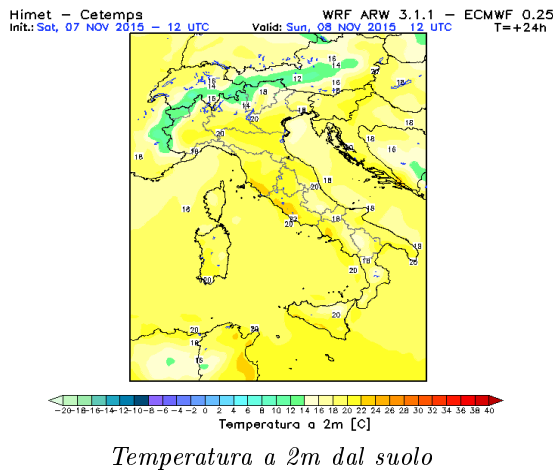 Himet – Cetemps WRF ARW 3.1.1 – ECMWF 0.25
Init.: Sat, 07 NOV 2015 – 12 UTC Valid: Sun, 08 NOV 2015 12 UTC T=+24h
-20-18-16-14-12-10-8 -6 -4 -2 0 2 4 6 8 10 12 14 16 18 20 22 24 26 28 30 32 34 36 38 40
Temperatura a 2m [C]
Temperatura a 2m dal suolo